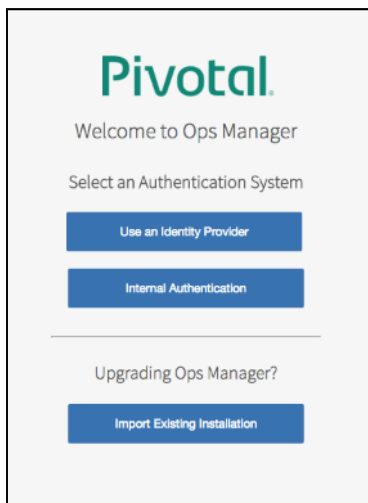 Pivotal.
Welcome to Ops Manager
Select an Authentication System
Use an Identity Provider
Internal Authentication
Upgrading Ops Manager?
Import Existing Installation